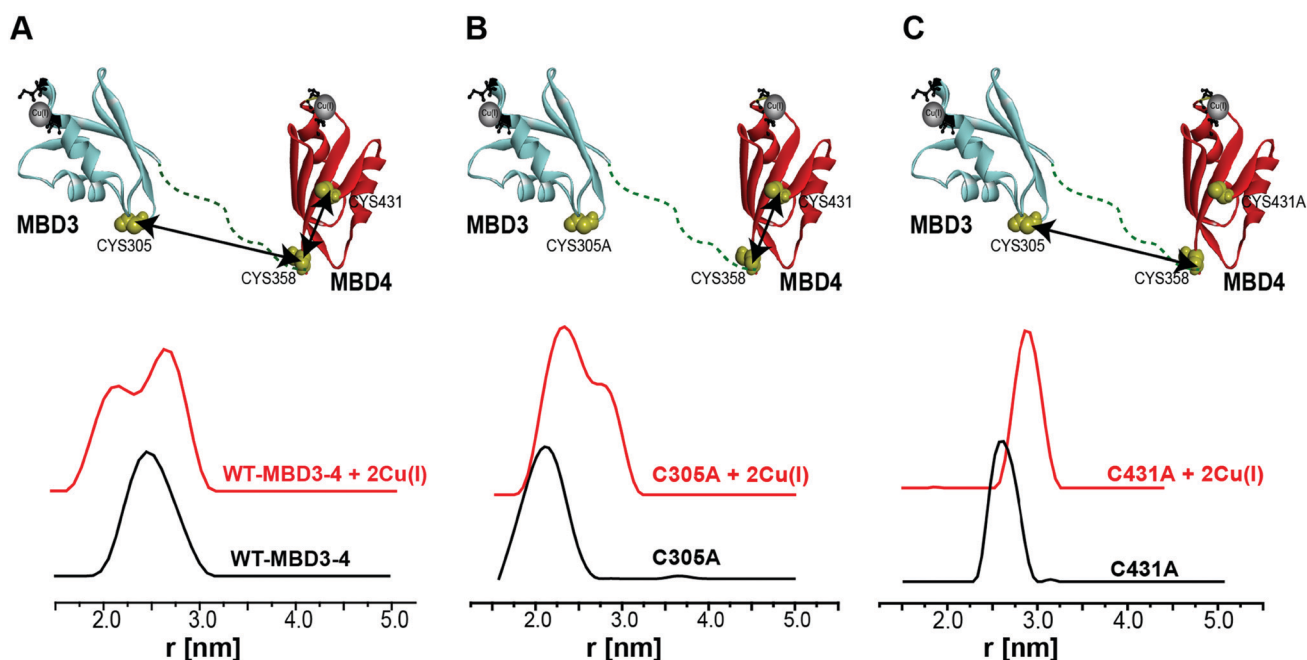 A
Cu(I)
Cu(I)
CYS431
MBD3
CYS305
CYS358
MBD4
WT-MBD3-4 + 2Cu(I)
WT-MBD3-4
2.0 3.0 4.0 5.0
r [nm]
B
Cu(I)
Cu(I)
CYS431
MBD3
CYS305A
CYS358
MBD4
C305A + 2Cu(I)
C305A
2.0 3.0 4.0 5.0
r [nm]
C
Cu(I)
Cu(I)
CYS431A
MBD3
CYS305
CYS358
MBD4
C431A + 2Cu(I)
C431A
2.0 3.0 4.0 5.0
r [nm]